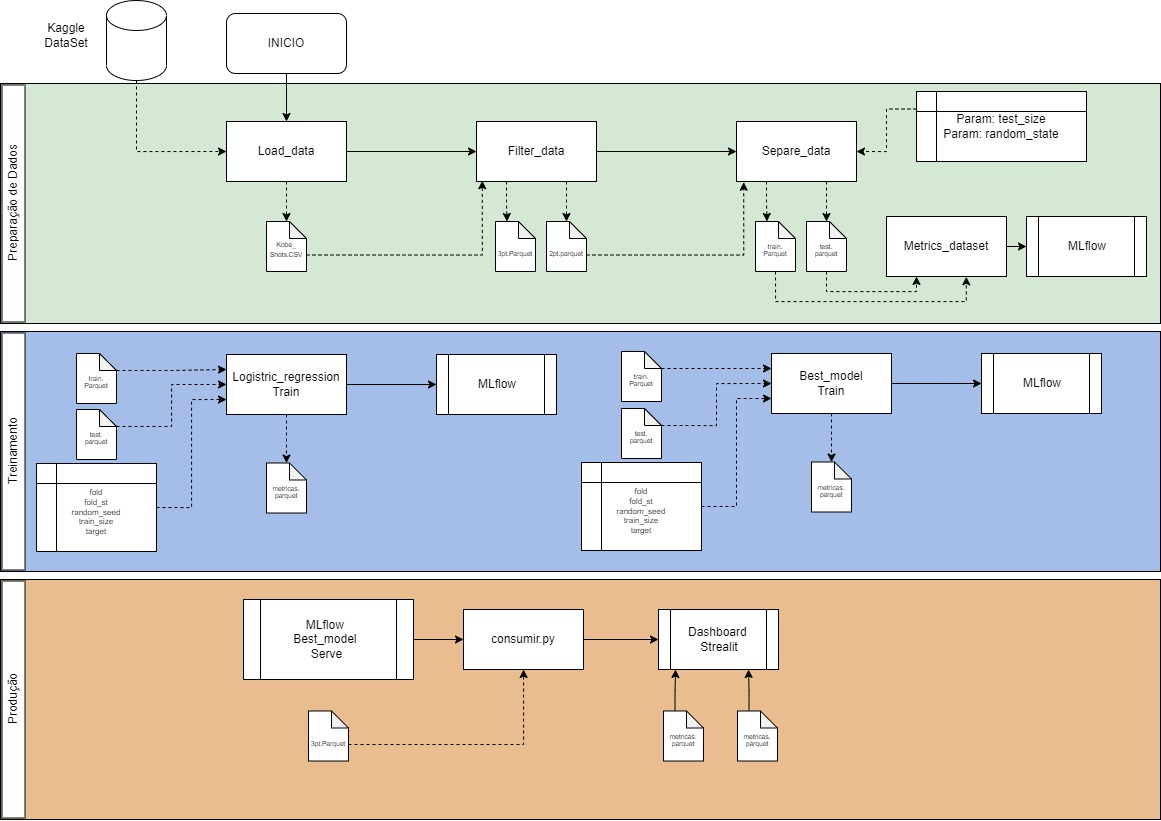 Kaggle
DataSet
INICIO
Preparação de Dados
Load_data
Filter_data
Separe_data
Param: test_size
Param: random_state
Kobe_
Shots.CSV
3pt.Parquet
2pt.parquet
train.
Parquet
test.
parquet
Metrics_dataset
MLflow
Treinamento
train.
Parquet
test.
parquet
fold
fold_st
random_seed
train_size
target
Logistric_regression
Train
MLflow
metricas.
parquet
train.
Parquet
test.
parquet
fold
fold_st
random_seed
train_size
target
Best_model
Train
MLflow
metricas.
parquet
Produção
MLflow
Best_model
Serve
consumir.py
Dashboard
Strealit
3pt.Parquet
metricas.
parquet
metricas.
parquet